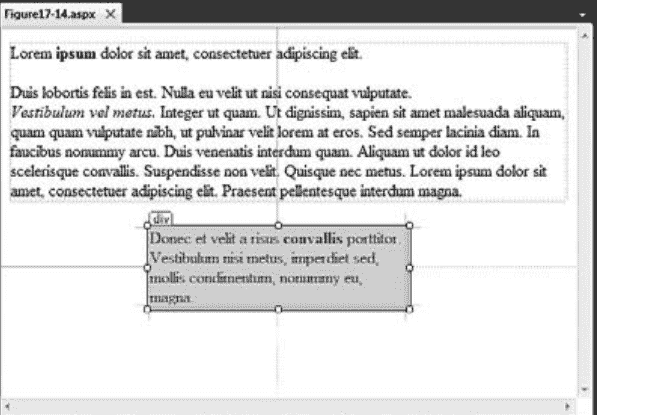 Figure17-14.aspx
Lorem ipsum dolor sit amet, consectetuer adipiscing elit.
Duis lobortis felis in est. Nulla eu velit ut nisi consequat vulputate.
Vestibulum vel metus. Integer ut quam. Ut dignissim, sapien sit amet malesuada aliquam,
quam quam vulputate nibh, ut pulvinar velit lorem at eros. Sed semper lacinia diam. In
faucibus nonummy arcu. Duis venenatis interdum quam. Aliquam ut dolor id leo
scelerisque convallis. Suspendisse non velit. Quisque nec metus. Lorem ipsum dolor sit
amet, consectetuer adipiscing elit. Praesent pellentesque interdum magna.
div
Donec et velit a risus convallis porttitor.
Vestibulum nisi metus, imperdiet sed,
mollis condimentum, nonummy eu,
magna.